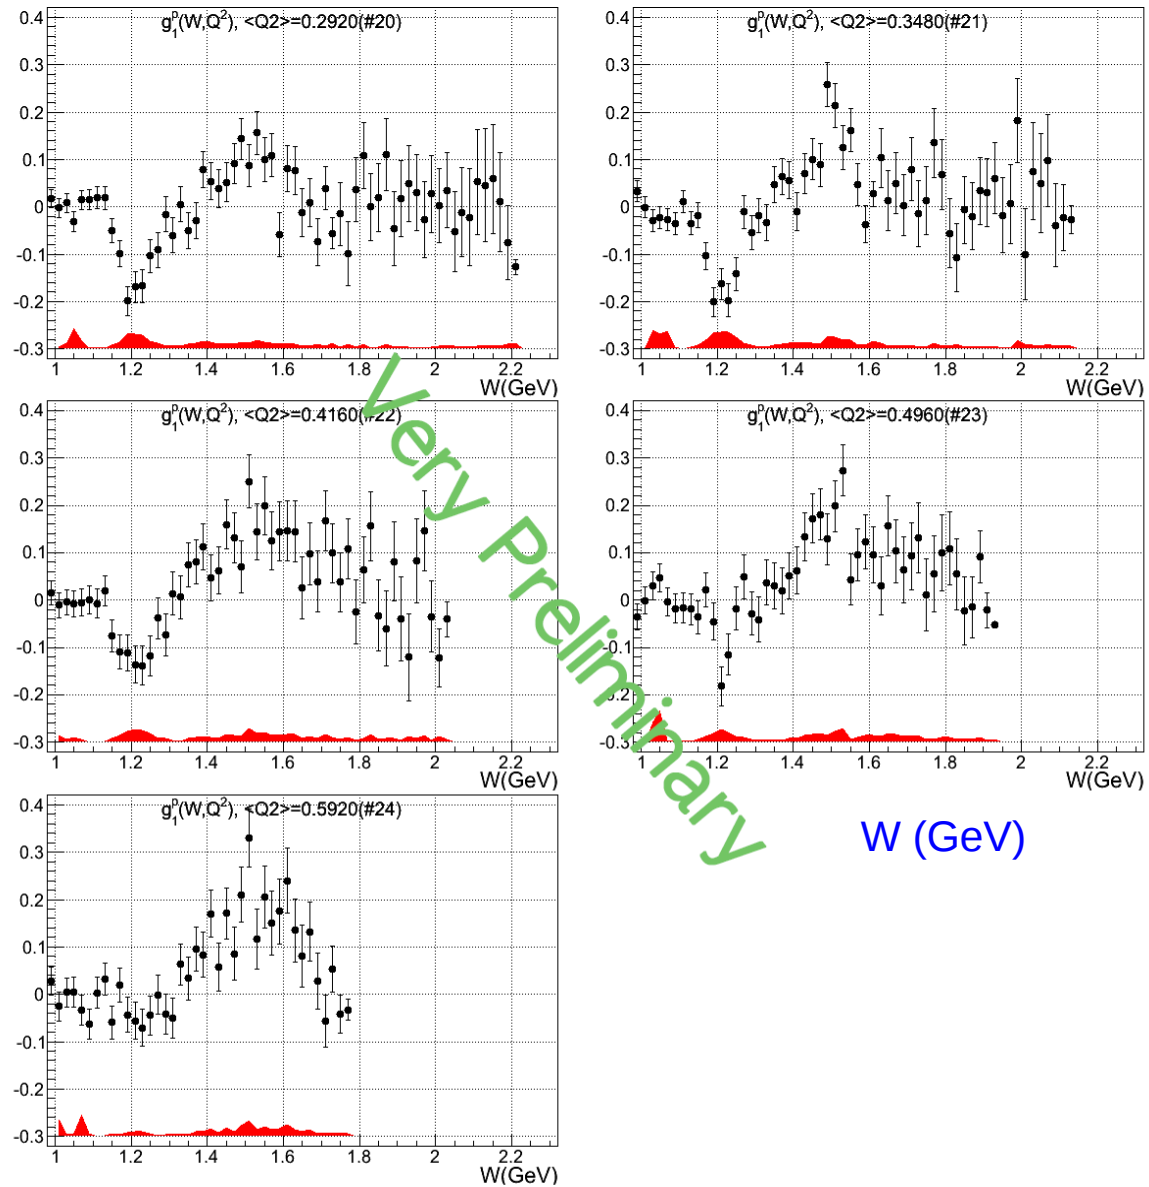 g₁ᵖ(W,Q²), <Q2>=0.2920(#20)
0.4
0.3
0.2
0.1
0
-0.1
-0.2
-0.3
1 1.2 1.4 1.6 1.8 2 2.2
W(GeV)
g₁ᵖ(W,Q²), <Q2>=0.3480(#21)
0.4
0.3
0.2
0.1
0
-0.1
-0.2
-0.3
1 1.2 1.4 1.6 1.8 2 2.2
W(GeV)
g₁ᵖ(W,Q²), <Q2>=0.4160(#22)
0.4
0.3
0.2
0.1
0
-0.1
-0.2
-0.3
1 1.2 1.4 1.6 1.8 2 2.2
W(GeV)
g₁ᵖ(W,Q²), <Q2>=0.4960(#23)
0.4
0.3
0.2
0.1
0
-0.1
-0.2
-0.3
1 1.2 1.4 1.6 1.8 2 2.2
W(GeV)
Very Preliminary
g₁ᵖ(W,Q²), <Q2>=0.5920(#24)
0.4
0.3
0.2
0.1
0
-0.1
-0.2
-0.3
1 1.2 1.4 1.6 1.8 2 2.2
W(GeV)
W (GeV)